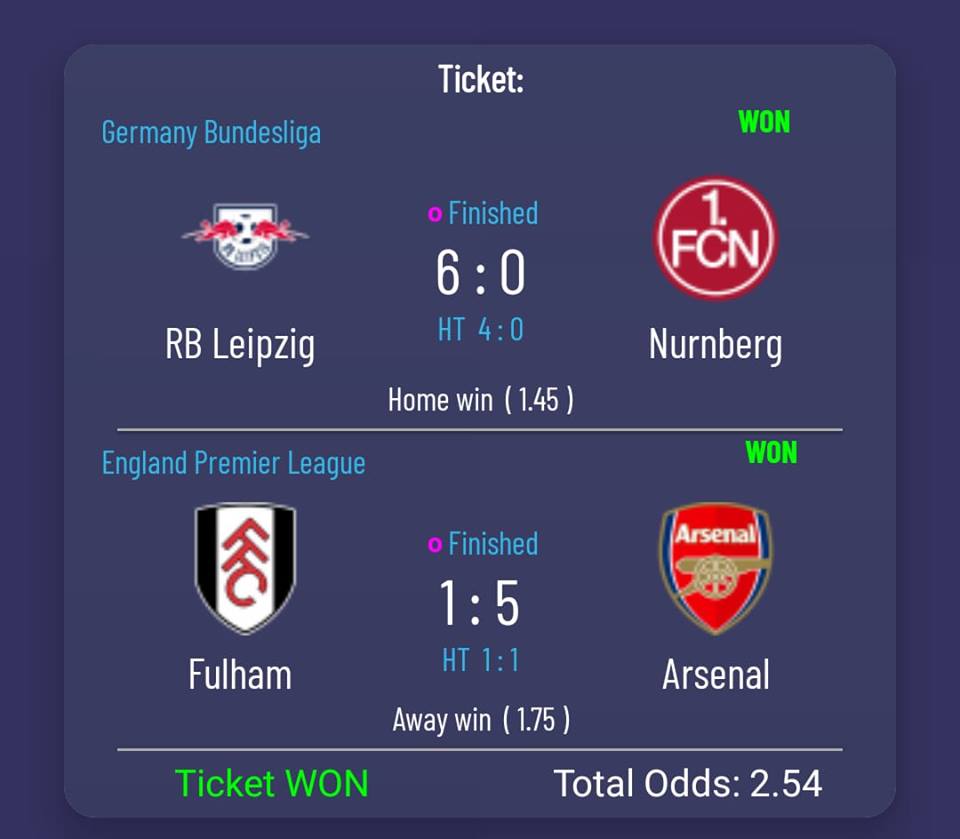 Ticket:
Germany Bundesliga
WON
Finished
6 : 0
HT 4 : 0
RB Leipzig
1. FCN
Nurnberg
Home win ( 1.45 )
England Premier League
WON
Finished
1 : 5
HT 1 : 1
FFC
Fulham
Arsenal
Arsenal
Away win ( 1.75 )
Ticket WON
Total Odds: 2.54